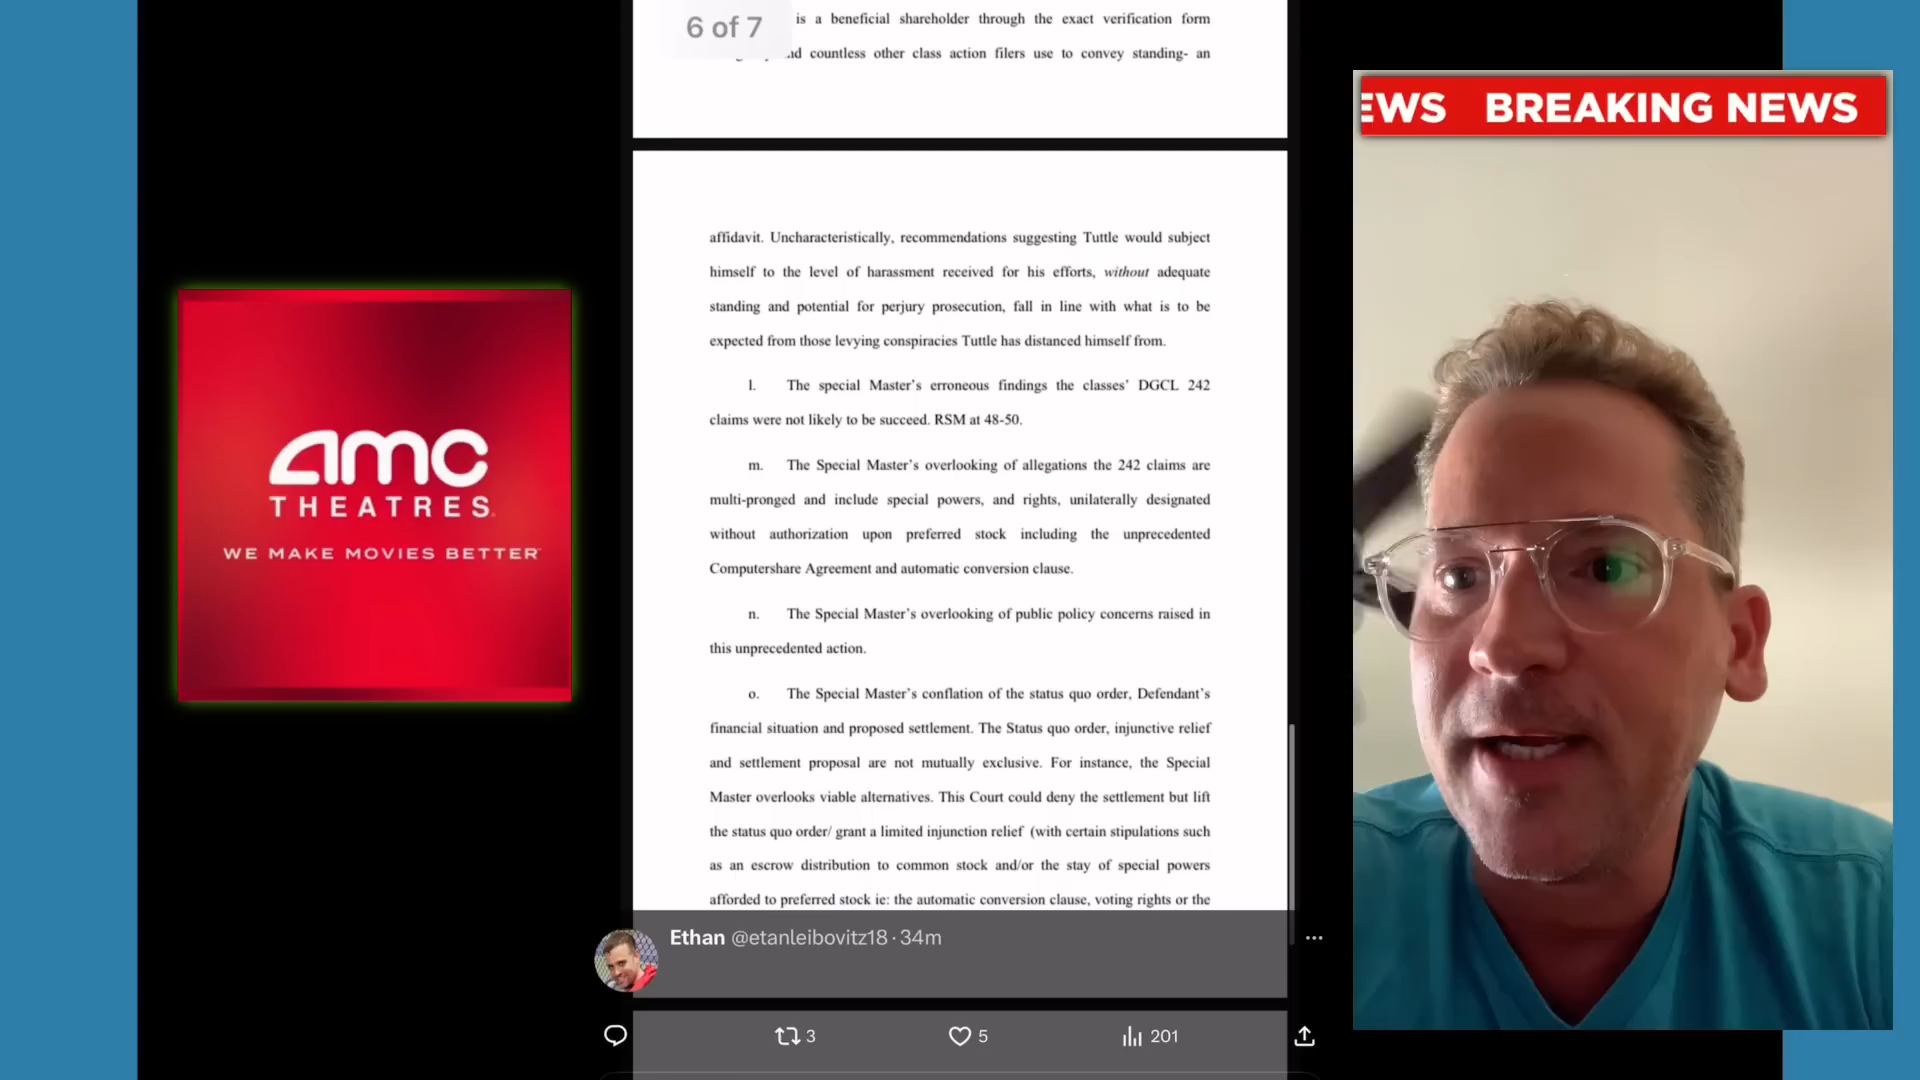 6 of 7
is a beneficial shareholder through the exact verification form
countless other class action filers use to convey standing- an
EWS BREAKING NEWS
affidavit. Uncharacteristically, recommendations suggesting Tuttle would subject
himself to the level of harassment received for his efforts, without adequate
standing and potential for perjury prosecution, fall in line with what is to be
expected from those levying conspiracies Tuttle has distanced himself from.
l. The special Master's erroneous findings the classes' DGCL 242
claims were not likely to be succeed. RSM at 48-50.
m. The Special Master's overlooking of allegations the 242 claims are
multi-pronged and include special powers, and rights, unilaterally designated
without authorization upon preferred stock including the unprecedented
Computershare Agreement and automatic conversion clause.
n. The Special Master's overlooking of public policy concerns raised in
this unprecedented action.
o. The Special Master's conflation of the status quo order, Defendant's
financial situation and proposed settlement. The Status quo order, injunctive relief
and settlement proposal are not mutually exclusive. For instance, the Special
Master overlooks viable alternatives. This Court could deny the settlement but lift
the status quo order/ grant a limited injunction relief (with certain stipulations such
as an escrow distribution to common stock and/or the stay of special powers
afforded to preferred stock ie: the automatic conversion clause, voting rights or the
amc
THEATRES
WE MAKE MOVIES BETTER
Ethan @etanleibovitz18 · 34m
3
5
201